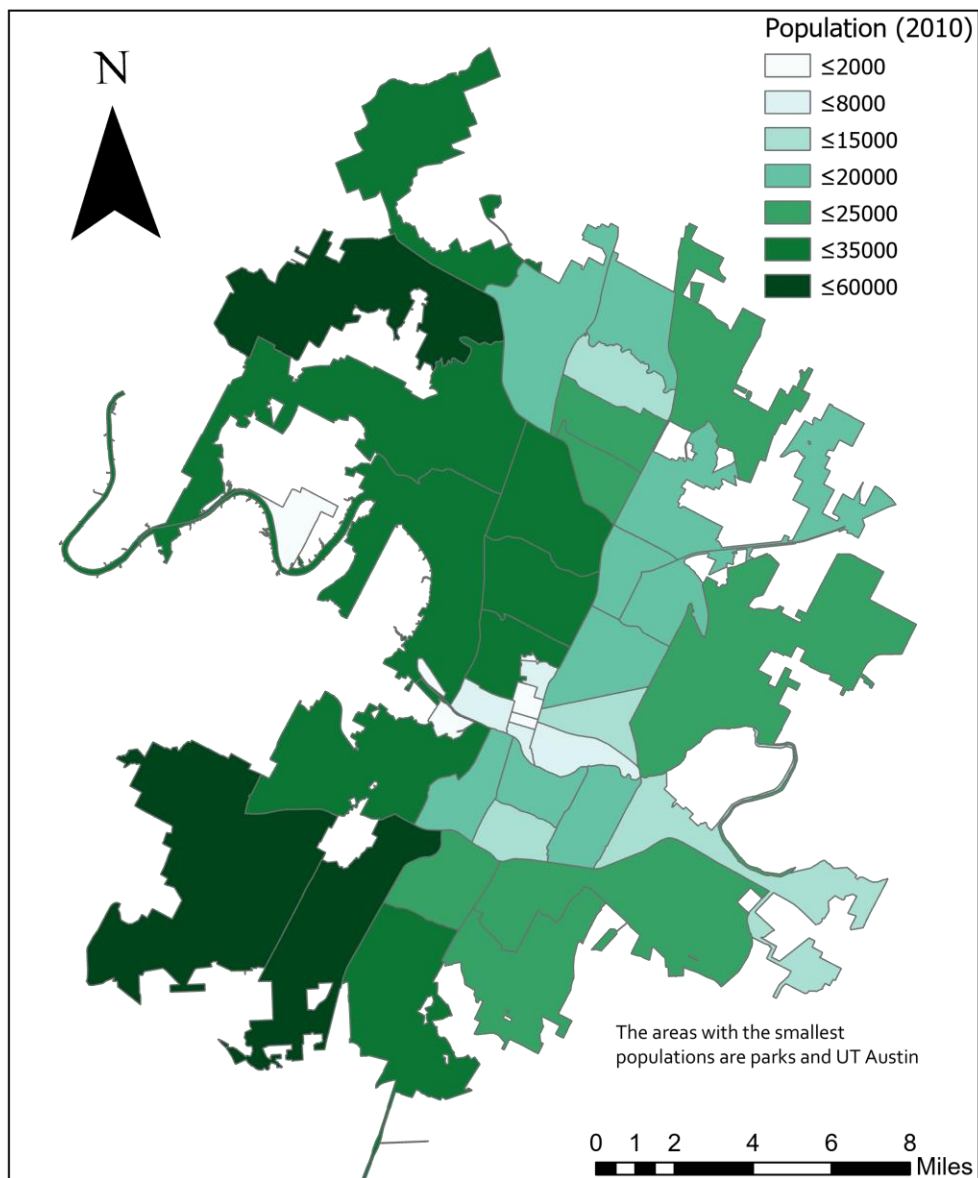 Population (2010)
N
≤2000
≤8000
≤15000
≤20000
≤25000
≤35000
≤60000
The areas with the smallest
populations are parks and UT Austin
0 1 2 4 6 8
Miles